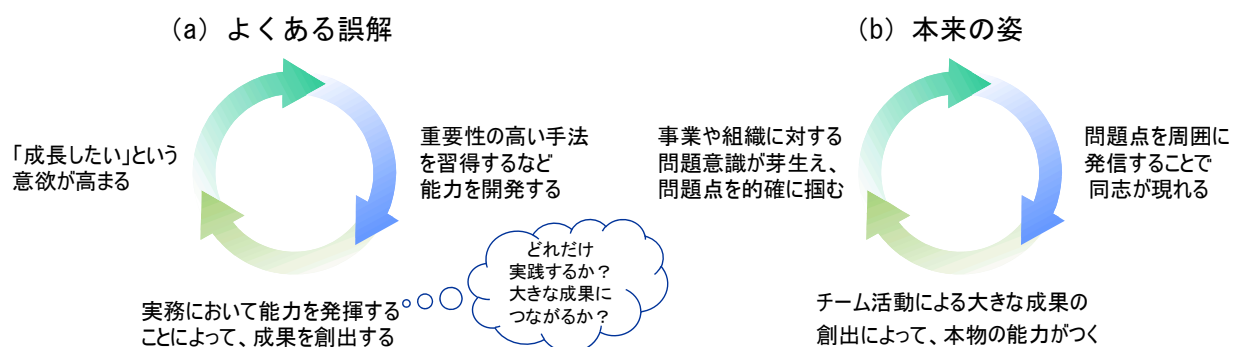 (a) よくある誤解
「成長したい」という
意欲が高まる
重要性の高い手法
を習得するなど
能力を開発する
どれだけ
実践するか？
大きな成果に
つながるか？
実務において能力を発揮する
ことによって、成果を創出する
(b) 本来の姿
事業や組織に対する
問題意識が芽生え、
問題点を的確に掴む
問題点を周囲に
発信することで
同志が現れる
チーム活動による大きな成果の
創出によって、本物の能力がつく